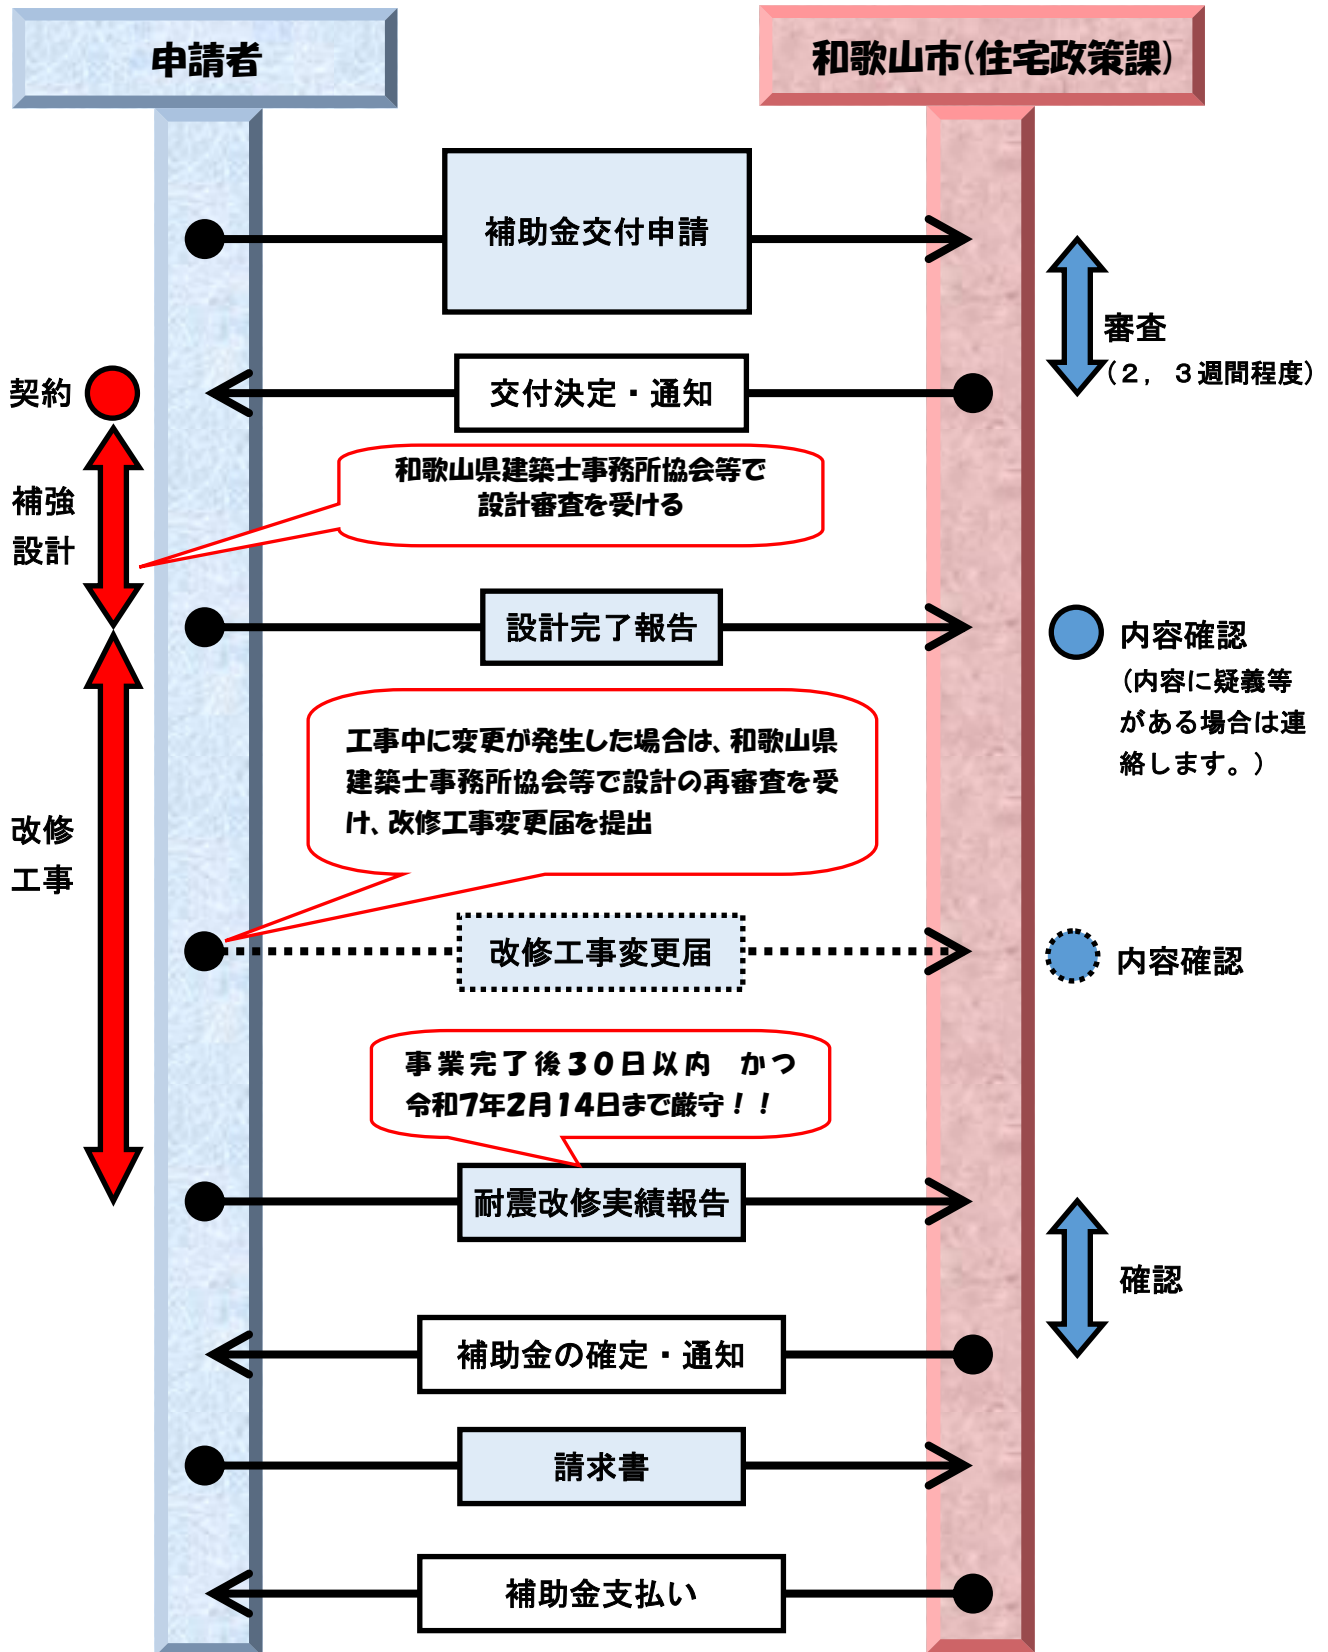 申請者
和歌山市(住宅政策課)
補助金交付申請
審査
（２，３週間程度）
契約
交付決定・通知
和歌山県建築士事務所協会等で
設計審査を受ける
補強
設計
設計完了報告
内容確認
（内容に疑義等
がある場合は連
絡します。）
工事中に変更が発生した場合は、和歌山県
建築士事務所協会等で設計の再審査を受
け、改修工事変更届を提出
改修
工事
改修工事変更届
内容確認
事業完了後３０日以内　かつ
令和7年2月14日まで厳守！！
耐震改修実績報告
確認
補助金の確定・通知
請求書
補助金支払い